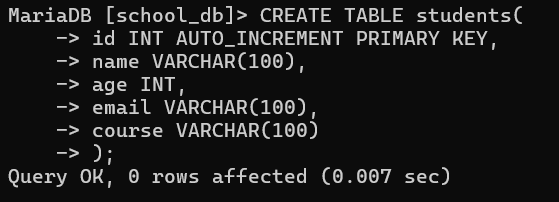 MariaDB [school_db]> CREATE TABLE students(
    -> id INT AUTO_INCREMENT PRIMARY KEY,
    -> name VARCHAR(100),
    -> age INT,
    -> email VARCHAR(100),
    -> course VARCHAR(100)
    -> );
Query OK, 0 rows affected (0.007 sec)